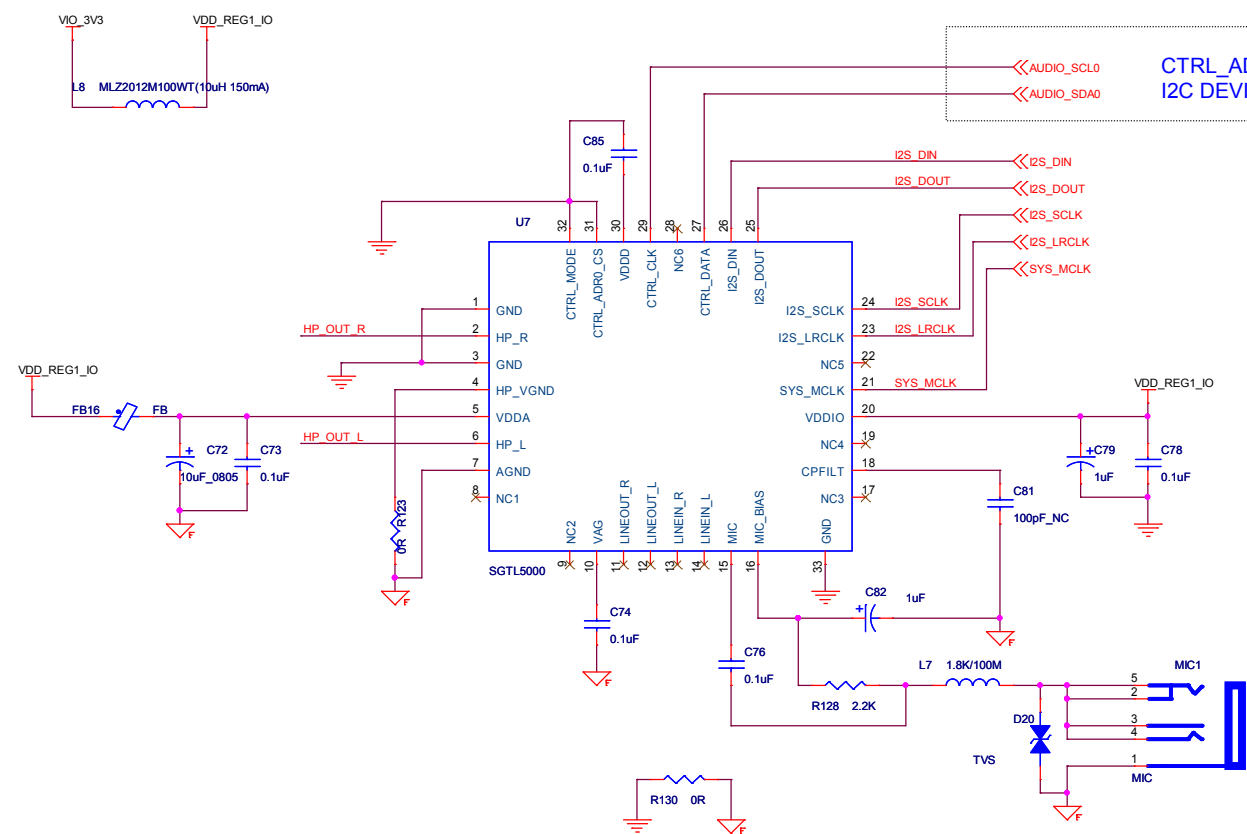 VIO_3V3
VDD_REG1_IO
L8 MLZ2012M100WT(10uH 150mA)
AUDIO_SCL0
AUDIO_SDA0
CTRL_AD
I2C DEVI
C85
0.1uF
I2S_DIN
I2S_DIN
I2S_DOUT
I2S_DOUT
I2S_SCLK
I2S_LRCLK
SYS_MCLK
U7
32
31
30
29
28
27
26
25
CTRL_MODE
CTRL_ADR0_CS
VDDD
CTRL_CLK
NC6
CTRL_DATA
I2S_DIN
I2S_DOUT
1 GND
HP_OUT_R 2 HP_R
3 GND
4 HP_VGND
5 VDDA
HP_OUT_L 6 HP_L
7 AGND
8 NC1
I2S_SCLK 24 I2S_SCLK
I2S_LRCLK 23 I2S_LRCLK
NC5 22
SYS_MCLK 21 SYS_MCLK
VDDIO 20
NC4 19
CPFILT 18
NC3 17
VDD_REG1_IO
FB16 FB
C72
10uF_0805
C73
0.1uF
F
R123
0R
F
VDD_REG1_IO
C79
1uF
C78
0.1uF
C81
100pF_NC
NC2
VAG
LINEOUT_R
LINEOUT_L
LINEIN_R
LINEIN_L
MIC
MIC_BIAS
GND
SGTL5000
9
10
11
12
13
14
15
16
33
C74
0.1uF
F
C82 1uF
F
C76
0.1uF
R128 2.2K
L7 1.8K/100M
MIC1
5
2
3
4
1
MIC
D20
TVS
F
R130 0R
F